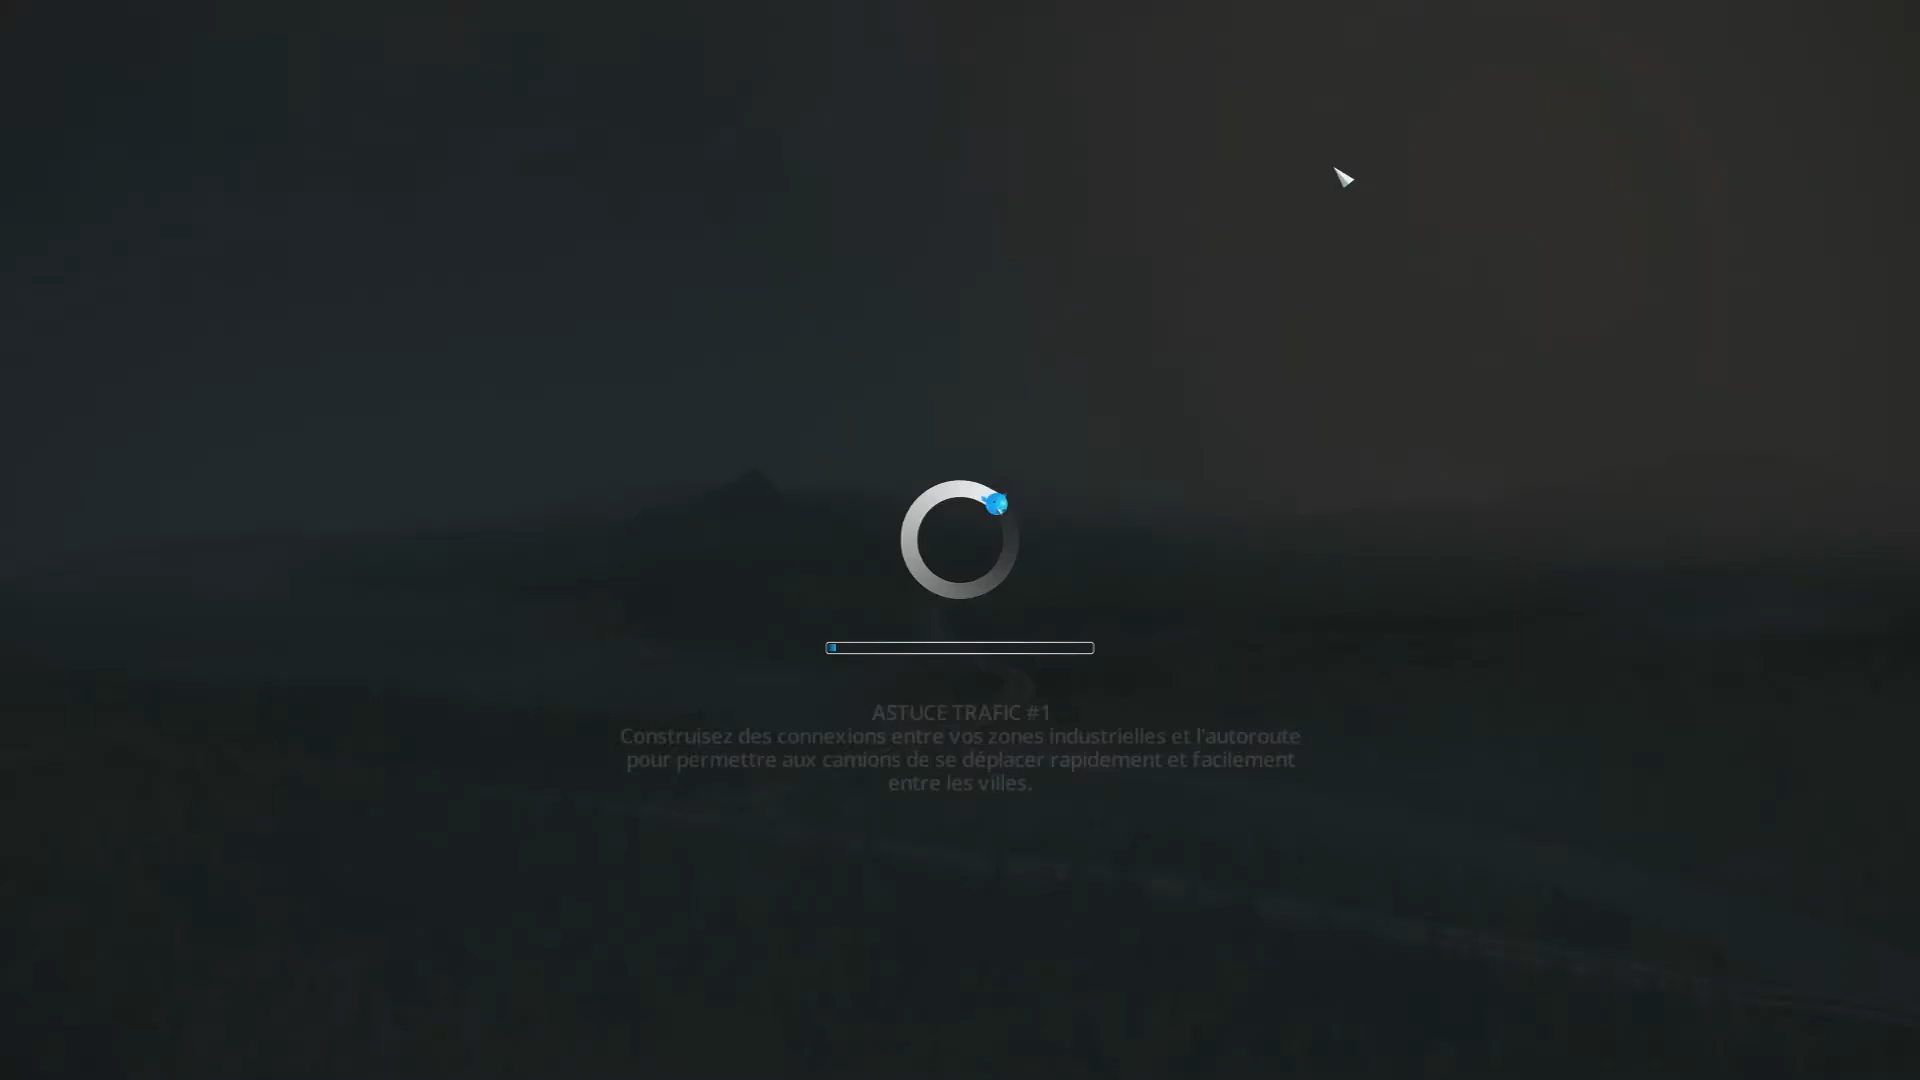 ASTUCE TRAFIC #1
Construisez des connexions entre vos zones industrielles et l'autoroute
pour permettre aux camions de se déplacer rapidement et facilement
entre les villes.